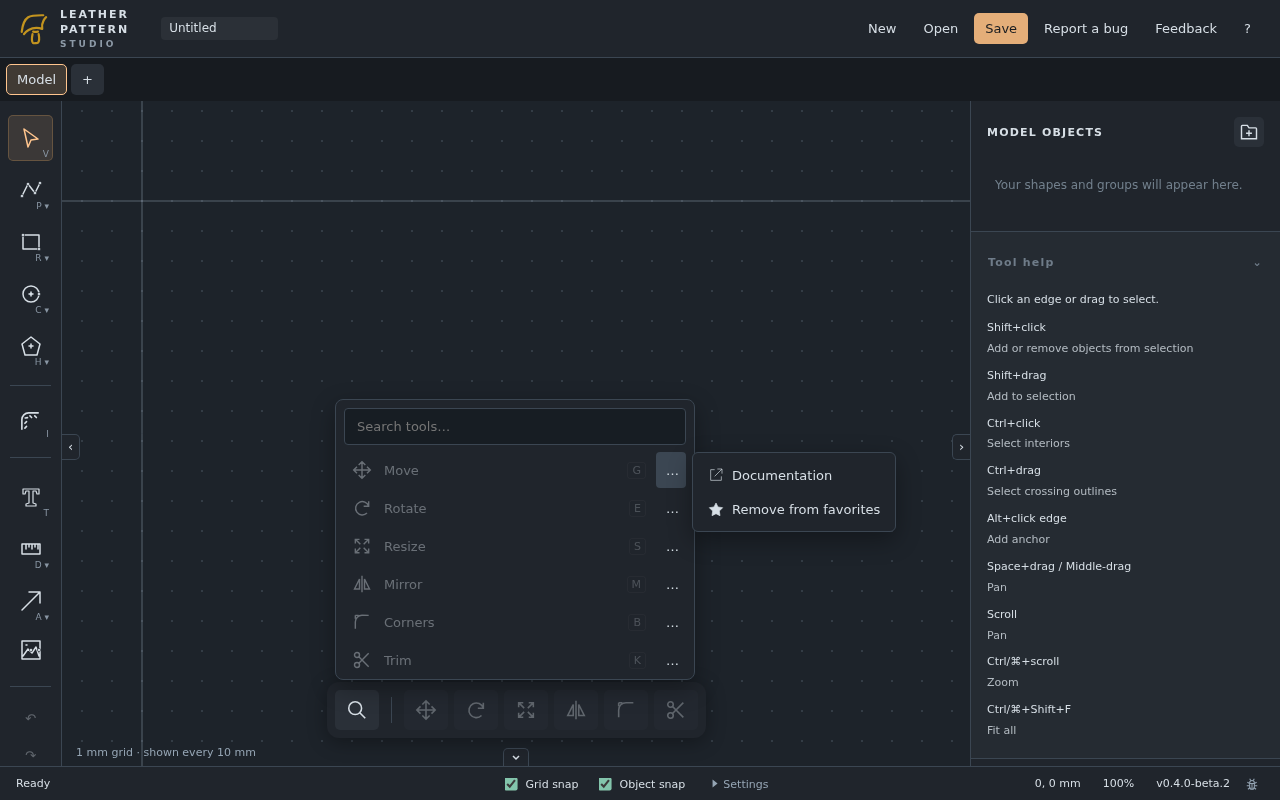 LEATHER
PATTERN
STUDIO
Untitled
New
Open
Save
Report a bug
Feedback
?
Model
+
V
P ▾
R ▾
C ▾
H ▾
I
T
D ▾
A ▾
Search tools...
Move G ...
Rotate E ...
Resize S ...
Mirror M ...
Corners B ...
Trim K ...
Documentation
Remove from favorites
1 mm grid · shown every 10 mm
MODEL OBJECTS
Your shapes and groups will appear here.
Tool help
Click an edge or drag to select.
Shift+click
Add or remove objects from selection
Shift+drag
Add to selection
Ctrl+click
Select interiors
Ctrl+drag
Select crossing outlines
Alt+click edge
Add anchor
Space+drag / Middle-drag
Pan
Scroll
Pan
Ctrl/⌘+scroll
Zoom
Ctrl/⌘+Shift+F
Fit all
Ready
Grid snap
Object snap
Settings
0, 0 mm
100%
v0.4.0-beta.2